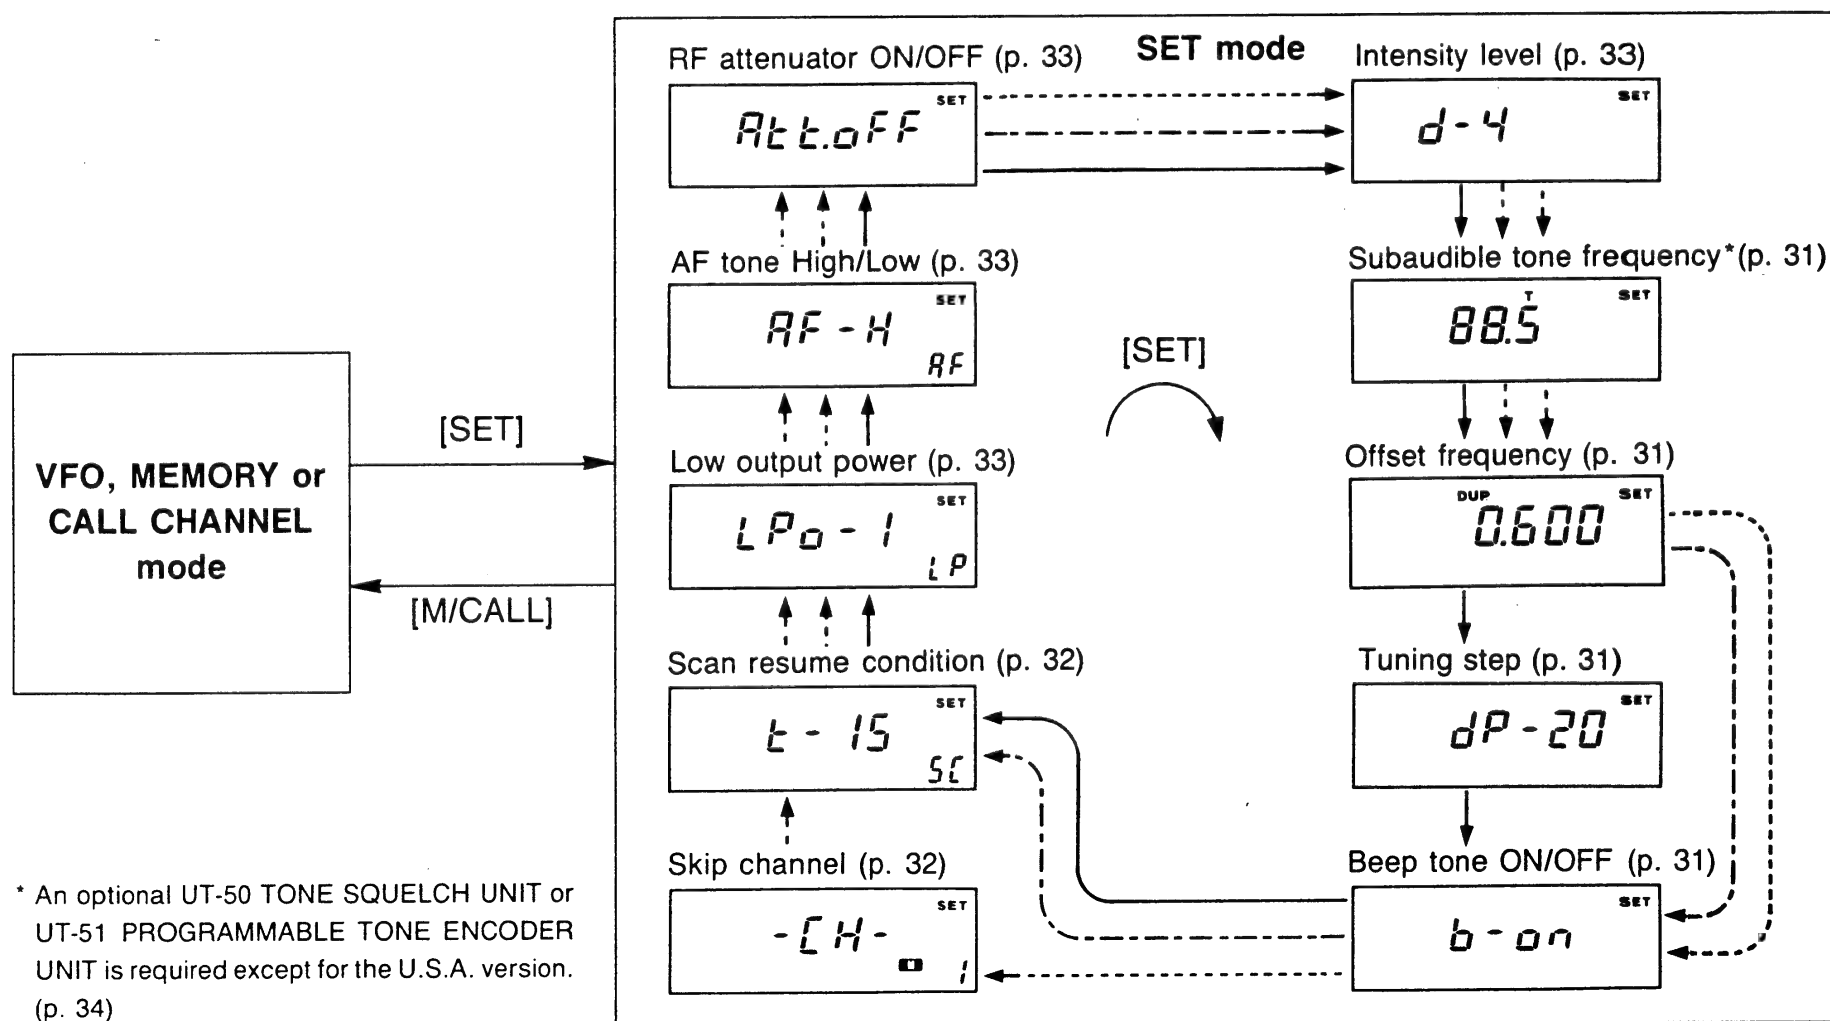 SET mode
RF attenuator ON/OFF (p. 33)
SET
Att.oFF
Intensity level (p. 33)
SET
d-4
AF tone High/Low (p. 33)
SET
AF-H
AF
Subaudible tone frequency*(p. 31)
T
SET
88.5
[SET]
Low output power (p. 33)
SET
LPo-1
LP
Offset frequency (p. 31)
DUP
SET
0.600
Scan resume condition (p. 32)
SET
t-15
SC
Tuning step (p. 31)
SET
dP-20
Skip channel (p. 32)
SET
-CH-
M
1
Beep tone ON/OFF (p. 31)
SET
b-on
VFO, MEMORY or
CALL CHANNEL
mode
[SET]
[M/CALL]
* An optional UT-50 TONE SQUELCH UNIT or
UT-51 PROGRAMMABLE TONE ENCODER
UNIT is required except for the U.S.A. version.
(p. 34)